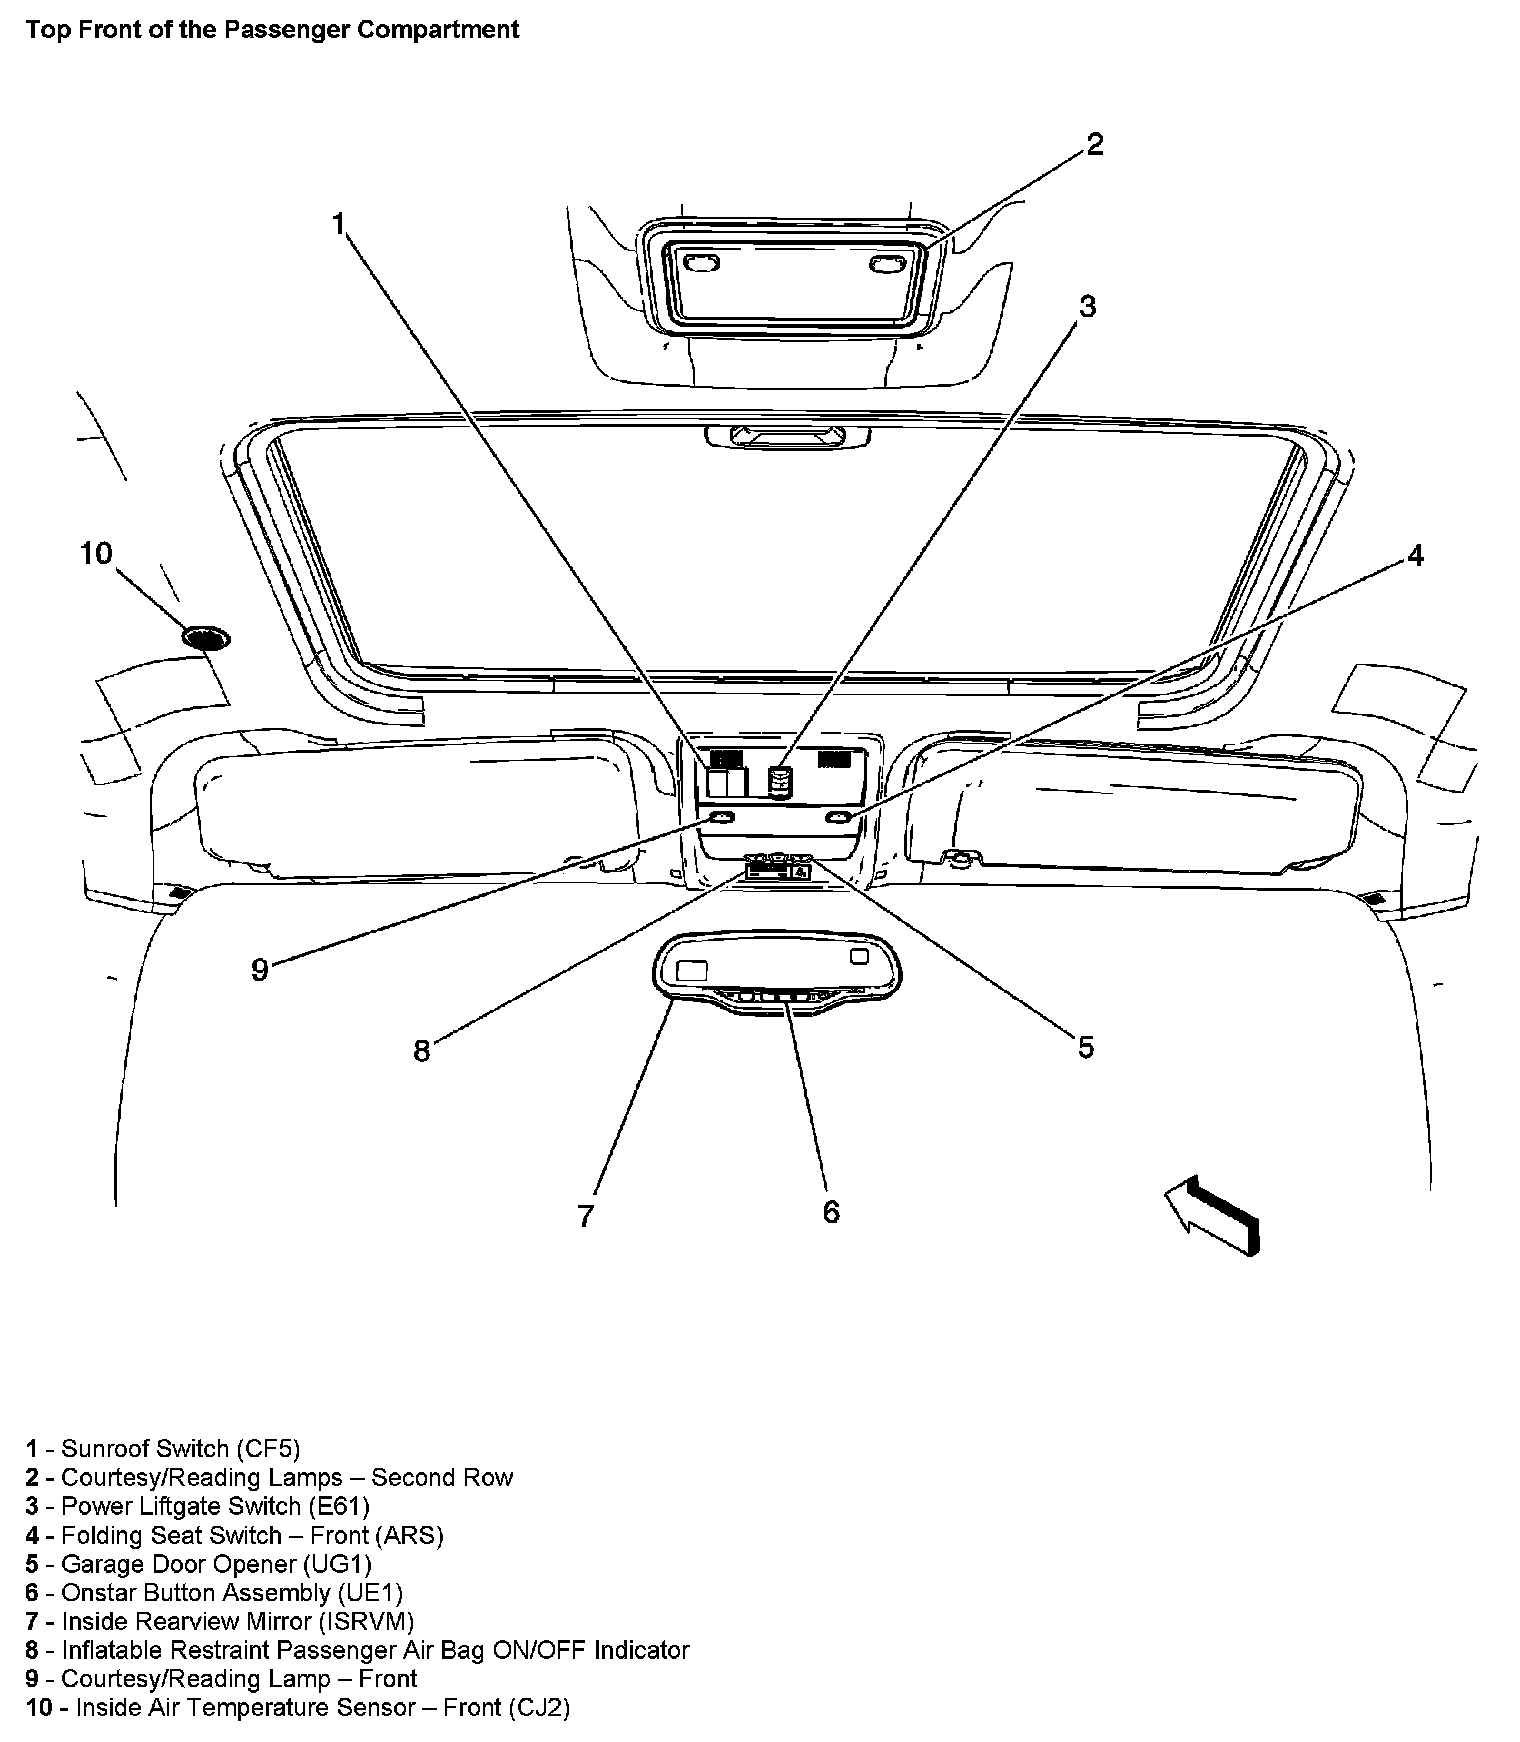 Top Front of the Passenger Compartment
2
1
3
10
4
9
8
5
7
6
1 - Sunroof Switch (CF5)
2 - Courtesy/Reading Lamps – Second Row
3 - Power Liftgate Switch (E61)
4 - Folding Seat Switch – Front (ARS)
5 - Garage Door Opener (UG1)
6 - Onstar Button Assembly (UE1)
7 - Inside Rearview Mirror (ISRVM)
8 - Inflatable Restraint Passenger Air Bag ON/OFF Indicator
9 - Courtesy/Reading Lamp – Front
10 - Inside Air Temperature Sensor – Front (CJ2)